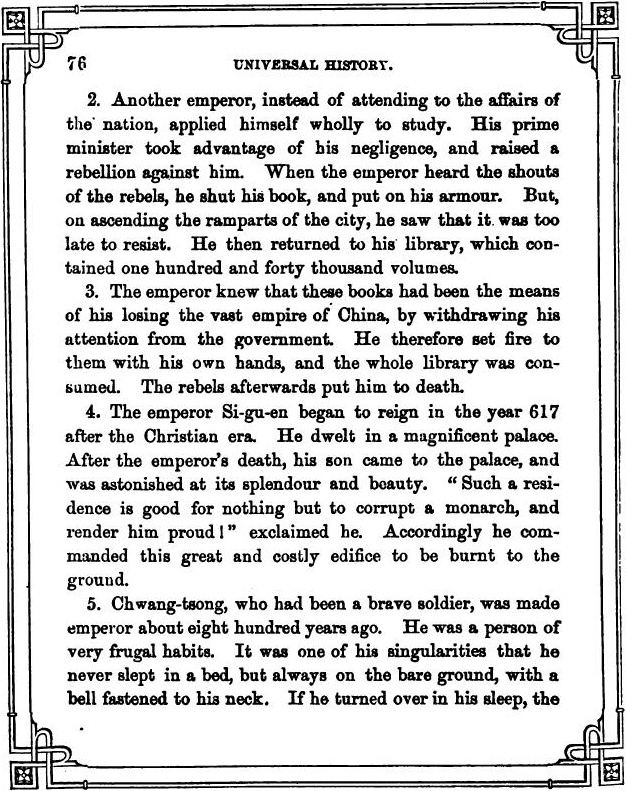 76
UNIVERSAL HISTORY.
2. Another emperor, instead of attending to the affairs of
the nation, applied himself wholly to study. His prime
minister took advantage of his negligence, and raised a
rebellion against him. When the emperor heard the shouts
of the rebels, he shut his book, and put on his armour. But,
on ascending the ramparts of the city, he saw that it was too
late to resist. He then returned to his library, which con-
tained one hundred and forty thousand volumes.
3. The emperor knew that these books had been the means
of his losing the vast empire of China, by withdrawing his
attention from the government. He therefore set fire to
them with his own hands, and the whole library was con-
sumed. The rebels afterwards put him to death.
4. The emperor Si-gu-en began to reign in the year 617
after the Christian era. He dwelt in a magnificent palace.
After the emperor's death, his son came to the palace, and
was astonished at its splendour and beauty. “ Such a resi-
dence is good for nothing but to corrupt a monarch, and
render him proud!” exclaimed he. Accordingly he com-
manded this great and costly edifice to be burnt to the
ground.
5. Chwang-tsong, who had been a brave soldier, was made
emperor about eight hundred years ago. He was a person of
very frugal habits. It was one of his singularities that he
never slept in a bed, but always on the bare ground, with a
bell fastened to his neck. If he turned over in his sleep, the